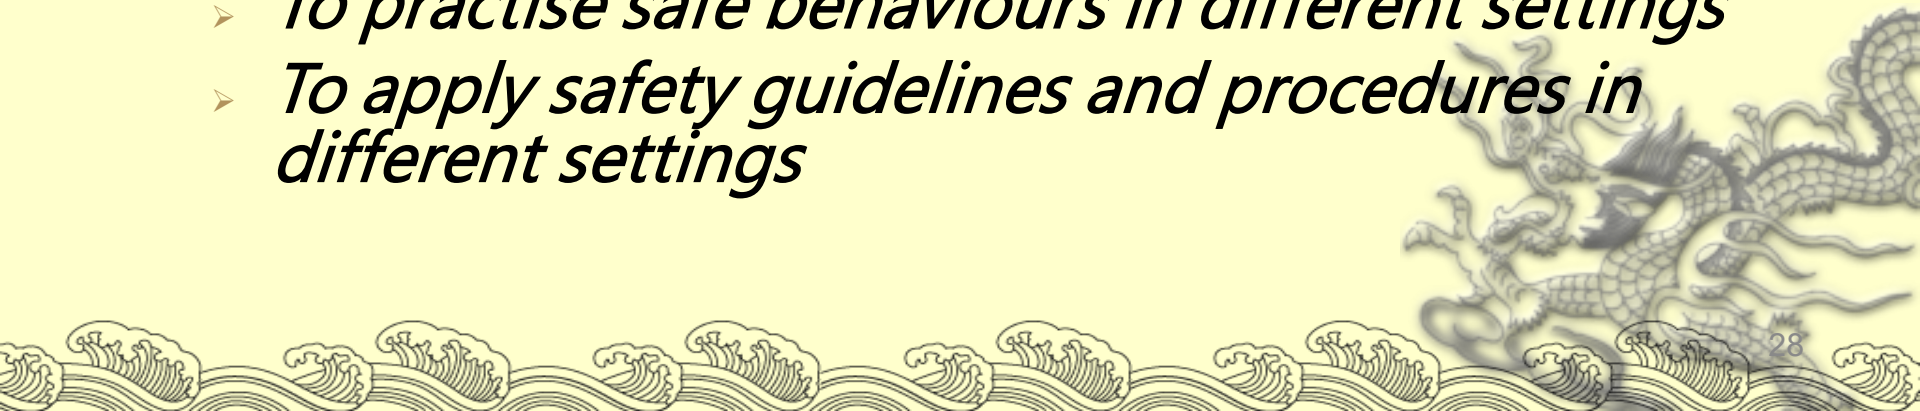 To practise safe behaviours in different settings
To apply safety guidelines and procedures in
different settings
28